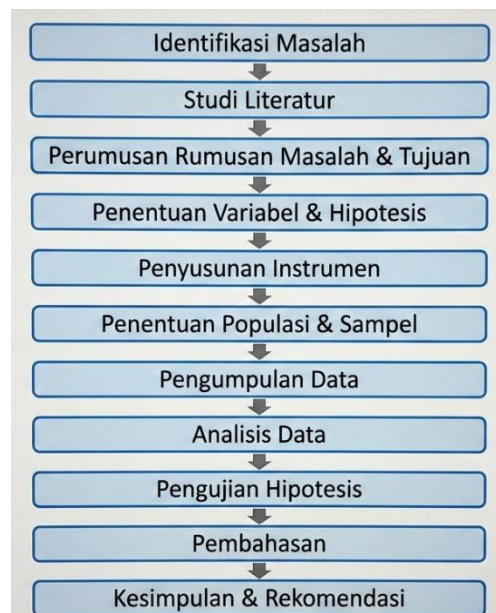 Identifikasi Masalah
Studi Literatur
Perumusan Rumusan Masalah & Tujuan
Penentuan Variabel & Hipotesis
Penyusunan Instrumen
Penentuan Populasi & Sampel
Pengumpulan Data
Analisis Data
Pengujian Hipotesis
Pembahasan
Kesimpulan & Rekomendasi